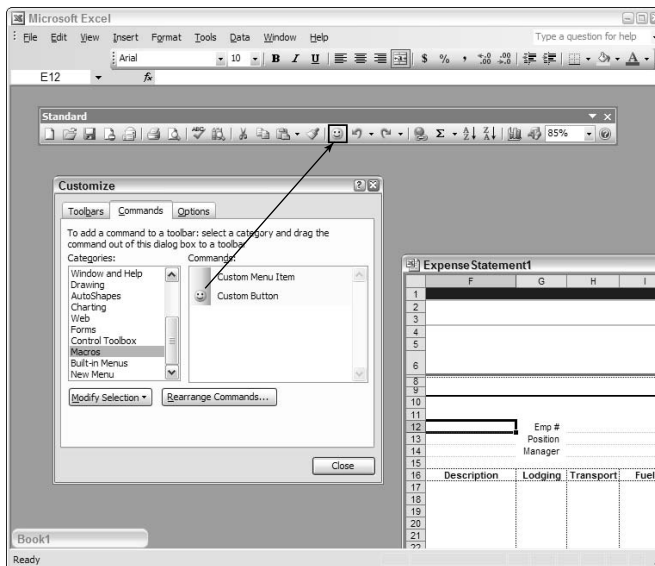 Microsoft Excel
File Edit View Insert Format Tools Data Window Help Type a question for help
Arial 10 B I U $ % , A
E12 fx
Standard
Σ 85%
Customize
Toolbars Commands Options
To add a command to a toolbar: select a category and drag the
command out of this dialog box to a toolbar.
Categories: Commands:
Window and Help
Drawing
AutoShapes
Charting
Web
Forms
Control Toolbox
Macros
Built-in Menus
New Menu
Custom Menu Item
Custom Button
Modify Selection Rearrange Commands...
Close
ExpenseStatement1
F G H I
1
2
3
4
5
6
8
9
10
11
12 Emp #
13 Position
14 Manager
15
16 Description Lodging Transport Fuel
17
18
19
20
21
22
Book1
Ready